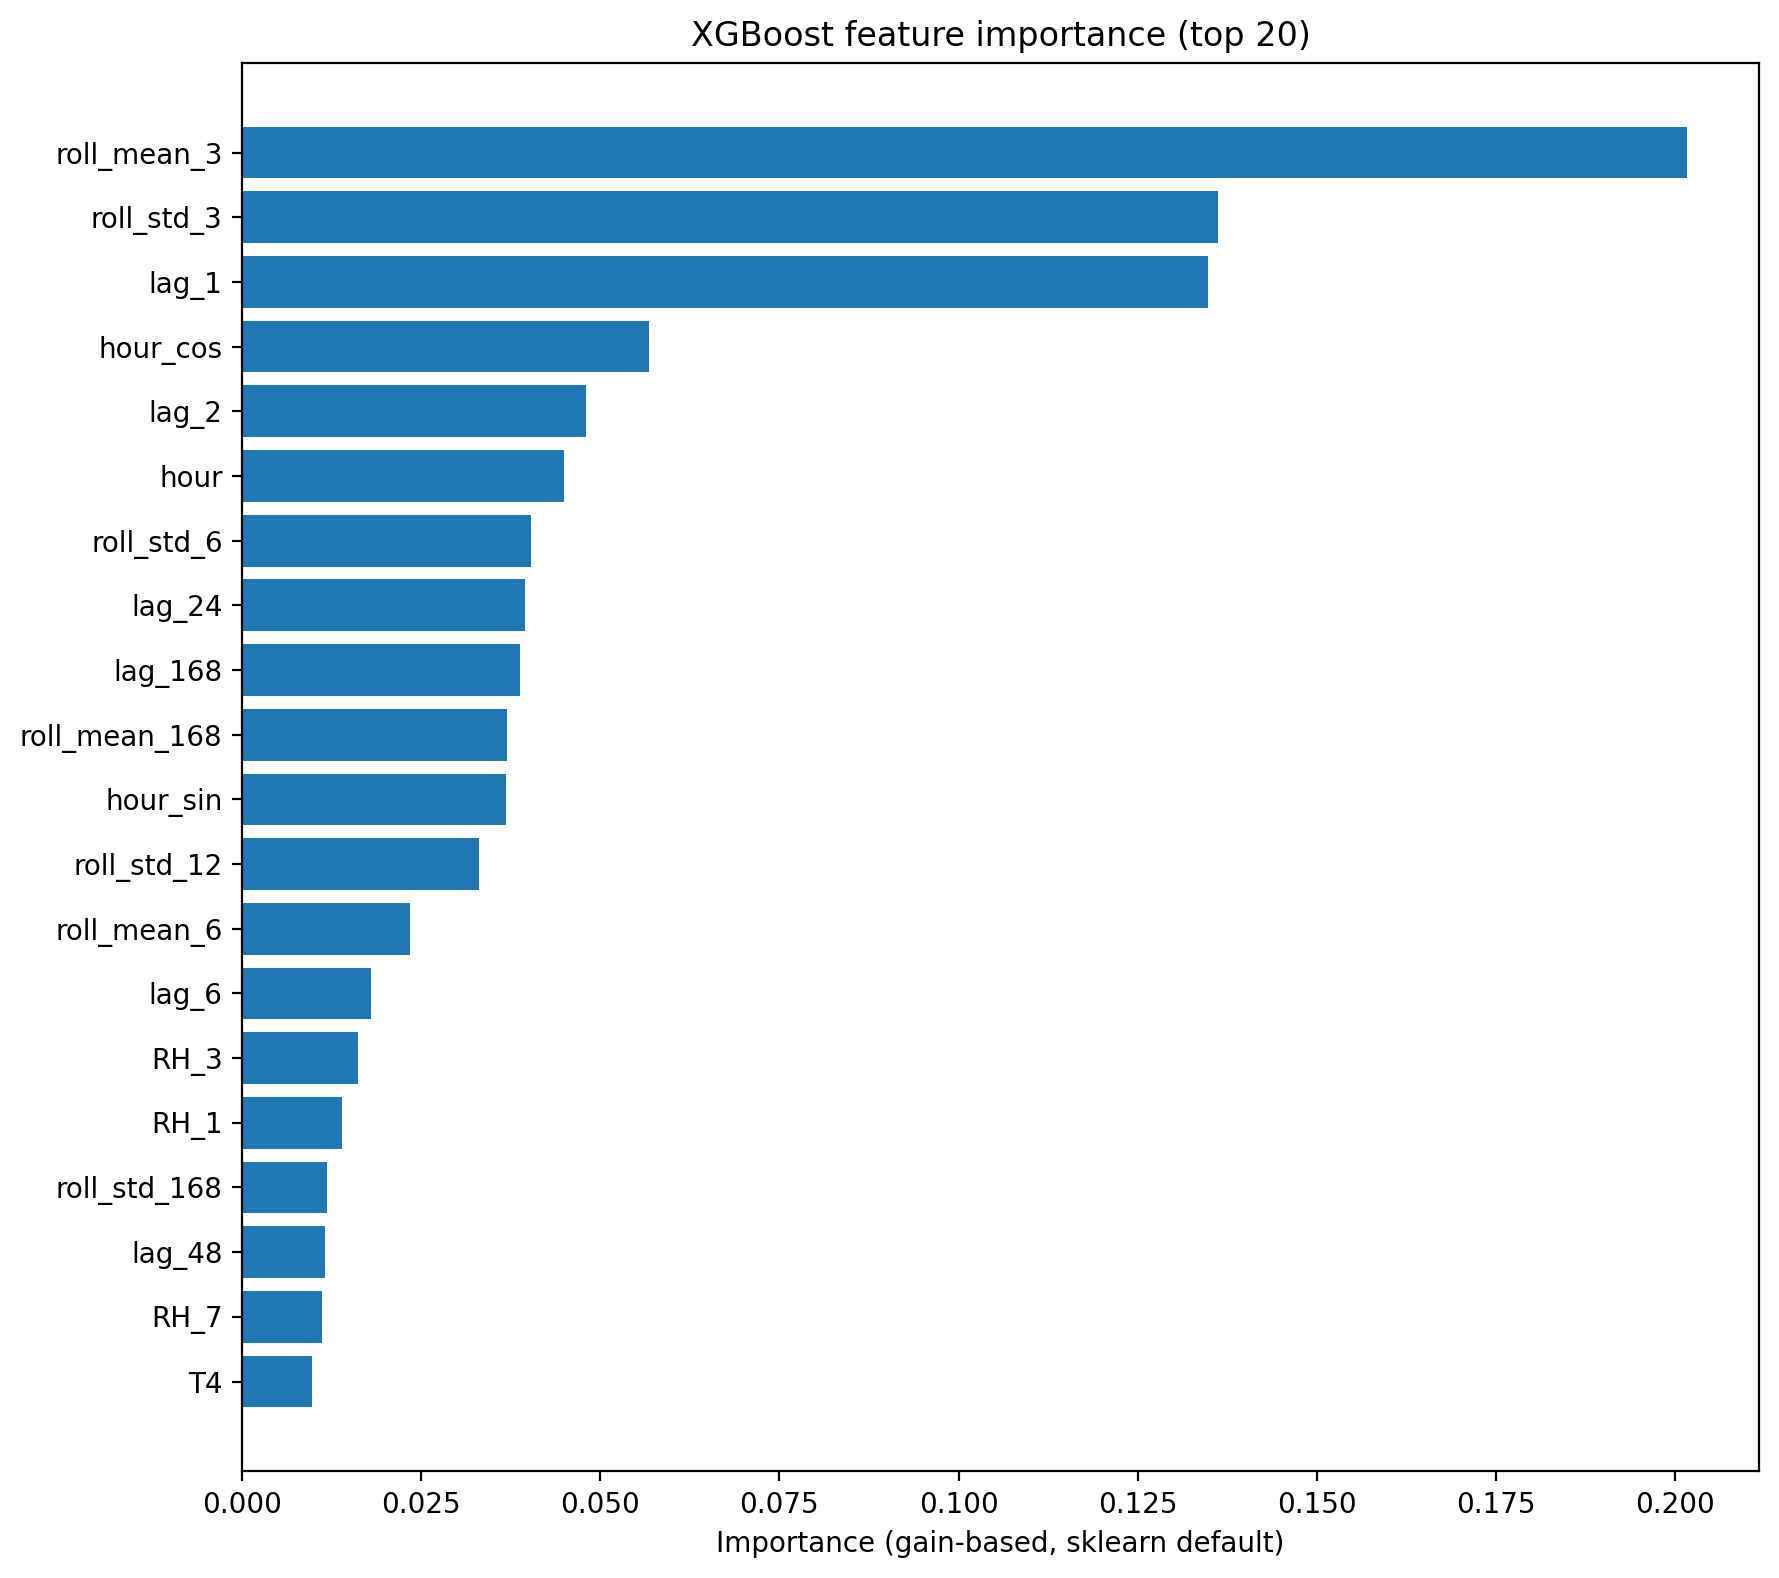 XGBoost feature importance (top 20)
roll_mean_3
roll_std_3
lag_1
hour_cos
lag_2
hour
roll_std_6
lag_24
lag_168
roll_mean_168
hour_sin
roll_std_12
roll_mean_6
lag_6
RH_3
RH_1
roll_std_168
lag_48
RH_7
T4
0.000 0.025 0.050 0.075 0.100 0.125 0.150 0.175 0.200
Importance (gain-based, sklearn default)